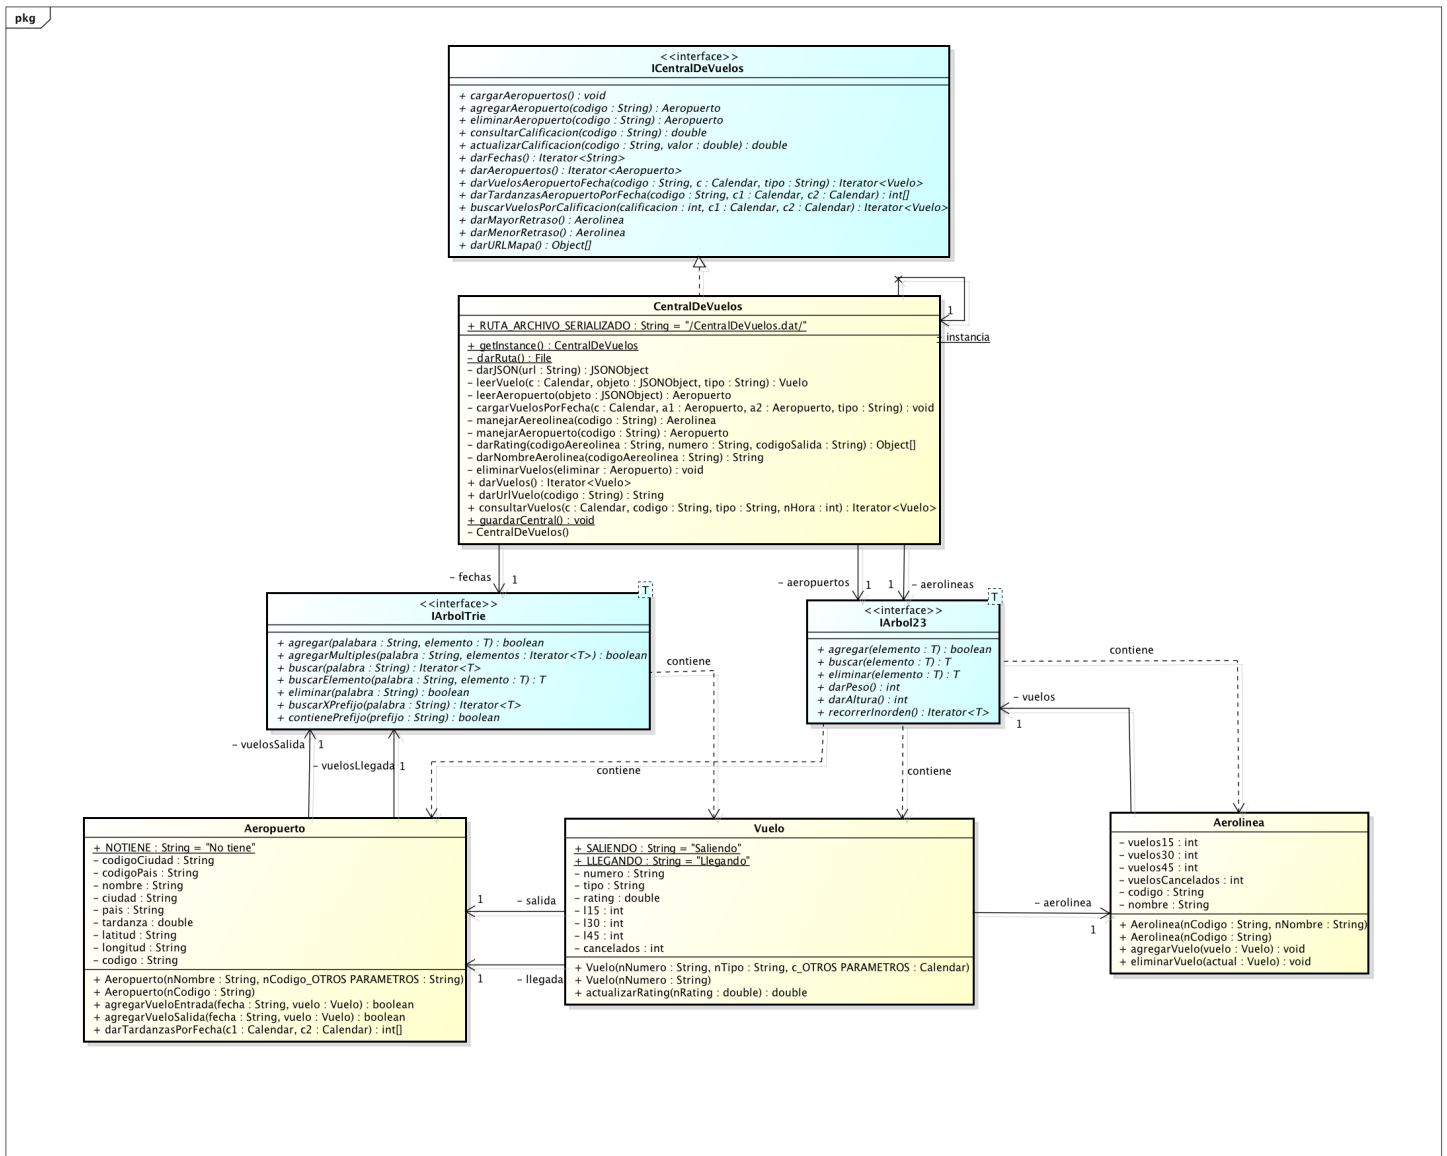 pkg
<<interface>>
ICentralDeVuelos
+ cargarAeropuertos() : void
+ agregarAeropuerto(codigo : String) : Aeropuerto
+ eliminarAeropuerto(codigo : String) : Aeropuerto
+ consultarCalificacion(codigo : String) : double
+ actualizarCalificacion(codigo : String, valor : double) : double
+ darFechas() : Iterator<String>
+ darAeropuertos() : Iterator<Aeropuerto>
+ darVuelosAeropuertoFecha(codigo : String, c : Calendar, tipo : String) : Iterator<Vuelo>
+ darTardanzasAeropuertoPorFecha(codigo : String, c1 : Calendar, c2 : Calendar) : int[]
+ buscarVuelosPorCalificacion(calificacion : int, c1 : Calendar, c2 : Calendar) : Iterator<Vuelo>
+ darMayorRetraso() : Aerolinea
+ darMenorRetraso() : Aerolinea
+ darURLMapa() : Object[]
CentralDeVuelos
+ RUTA_ARCHIVO_SERIALIZADO : String = "/CentralDeVuelos.dat/"
+ getInstance() : CentralDeVuelos
- darRuta() : File
- darJSON(url : String) : JSONObject
- leerVuelo(c : Calendar, objeto : JSONObject, tipo : String) : Vuelo
- leerAeropuerto(objeto : JSONObject) : Aeropuerto
- cargarVuelosPorFecha(c : Calendar, a1 : Aeropuerto, a2 : Aeropuerto, tipo : String) : void
- manejarAereolinea(codigo : String) : Aerolinea
- manejarAeropuerto(codigo : String) : Aeropuerto
- darRating(codigoAereolinea : String, numero : String, codigoSalida : String) : Object[]
- darNombreAerolinea(codigoAereolinea : String) : String
- eliminarVuelos(eliminar : Aeropuerto) : void
+ darVuelos() : Iterator<Vuelo>
+ darUrlVuelo(codigo : String) : String
+ consultarVuelos(c : Calendar, codigo : String, tipo : String, nHora : int) : Iterator<Vuelo>
+ guardarCentral() : void
- CentralDeVuelos()
1
- instancia
- fechas
1
- aeropuertos
1
1
- aerolineas
T
<<interface>>
IArbolTrie
+ agregar(palabara : String, elemento : T) : boolean
+ agregarMultiples(palabra : String, elementos : Iterator<T>) : boolean
+ buscar(palabra : String) : Iterator<T>
+ buscarElemento(palabra : String, elemento : T) : T
+ eliminar(palabra : String) : boolean
+ buscarXPrefijo(palabra : String) : Iterator<T>
+ contienePrefijo(prefijo : String) : boolean
contiene
T
<<interface>>
IArbol23
+ agregar(elemento : T) : boolean
+ buscar(elemento : T) : T
+ eliminar(elemento : T) : T
+ darPeso() : int
+ darAltura() : int
+ recorrerInorden() : Iterator<T>
contiene
- vuelos
1
- vuelosSalida
1
- vuelosLlegada
1
contiene
contiene
Aeropuerto
+ NOTIENE : String = "No tiene"
- codigoCiudad : String
- codigoPais : String
- nombre : String
- ciudad : String
- pais : String
- tardanza : double
- latitud : String
- longitud : String
- codigo : String
+ Aeropuerto(nNombre : String, nCodigo_OTROS PARAMETROS : String)
+ Aeropuerto(nCodigo : String)
+ agregarVueloEntrada(fecha : String, vuelo : Vuelo) : boolean
+ agregarVueloSalida(fecha : String, vuelo : Vuelo) : boolean
+ darTardanzasPorFecha(c1 : Calendar, c2 : Calendar) : int[]
1
- salida
1
- llegada
Vuelo
+ SALIENDO : String = "Saliendo"
+ LLEGANDO : String = "Llegando"
- numero : String
- tipo : String
- rating : double
- l15 : int
- l30 : int
- l45 : int
- cancelados : int
+ Vuelo(nNumero : String, nTipo : String, c_OTROS PARAMETROS : Calendar)
+ Vuelo(nNumero : String)
+ actualizarRating(nRating : double) : double
- aerolinea
1
Aerolinea
- vuelos15 : int
- vuelos30 : int
- vuelos45 : int
- vuelosCancelados : int
- codigo : String
- nombre : String
+ Aerolinea(nCodigo : String, nNombre : String)
+ Aerolinea(nCodigo : String)
+ agregarVuelo(vuelo : Vuelo) : void
+ eliminarVuelo(actual : Vuelo) : void